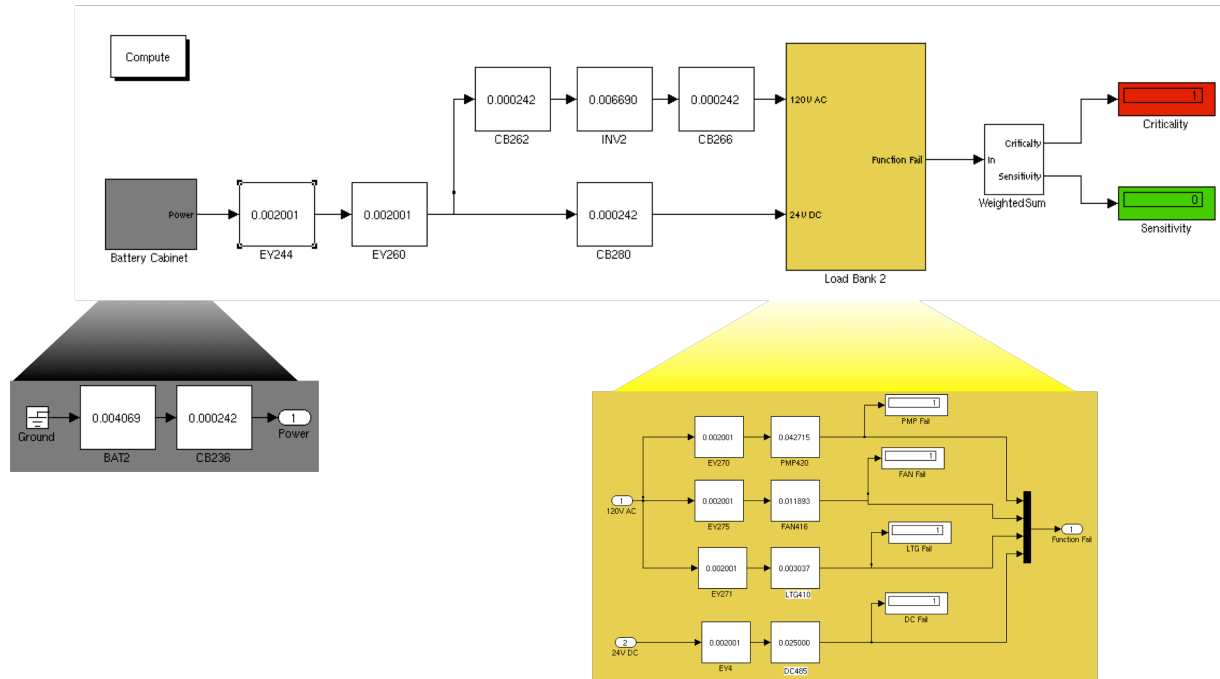 Compute
0.000242
0.006690
0.000242
120V AC
CB262
INV2
CB266
1
Criticality
Function Fail
In
Criticality
Sensitivity
WeightedSum
0
Sensitivity
Power
Battery Cabinet
0.002001
EY244
0.002001
EY260
0.000242
CB280
24V DC
Load Bank 2
Ground
0.004069
BAT2
0.000242
CB236
1
Power
1
PMP Fail
0.002001
EY270
0.042715
PMP420
1
FAN Fail
1
120V AC
0.002001
EY275
0.011893
FAN416
1
LTG Fail
1
Function Fail
0.002001
EY271
0.003037
LTG410
1
DC Fail
2
24V DC
0.002001
EY4
0.025000
DC485